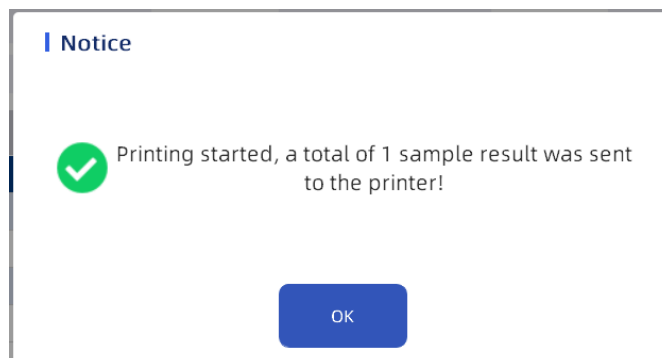 Notice
Printing started, a total of 1 sample result was sent
to the printer!
OK